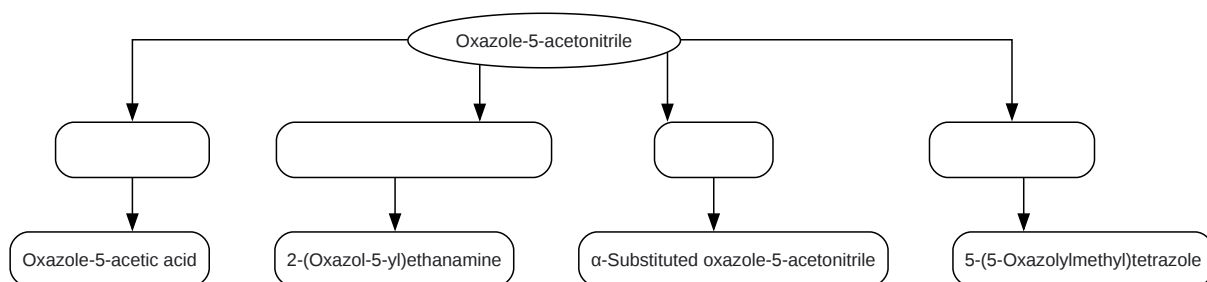 Oxazole-5-acetonitrile
Oxazole-5-acetic acid
2-(Oxazol-5-yl)ethanamine
α-Substituted oxazole-5-acetonitrile
5-(5-Oxazolylmethyl)tetrazole